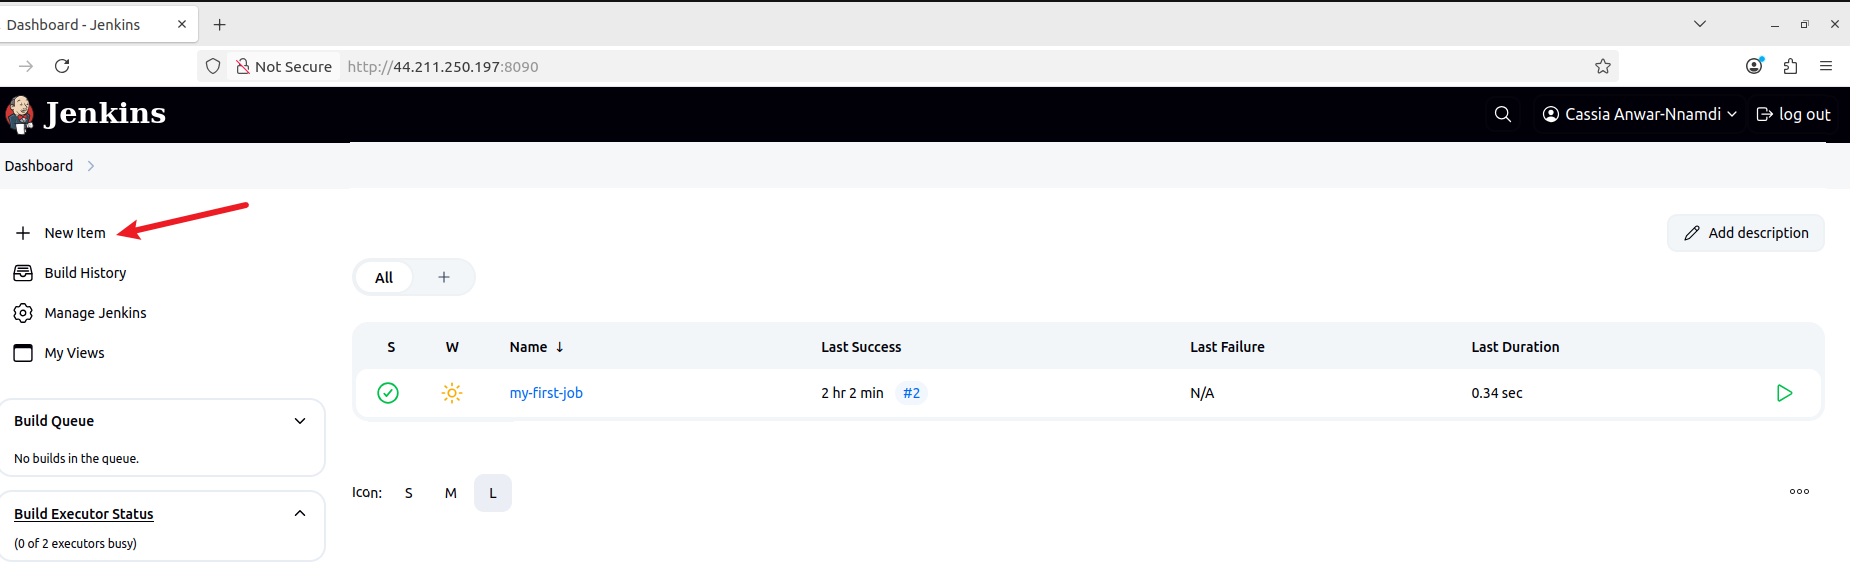 Dashboard - Jenkins
Not Secure http://44.211.250.197:8090
Jenkins
Cassia Anwar-Nnamdi
log out
Dashboard
New Item
Add description
Build History
All
Manage Jenkins
My Views
S W Name ↓ Last Success Last Failure Last Duration
my-first-job 2 hr 2 min #2 N/A 0.34 sec
Build Queue
No builds in the queue.
Icon: S M L
Build Executor Status
(0 of 2 executors busy)